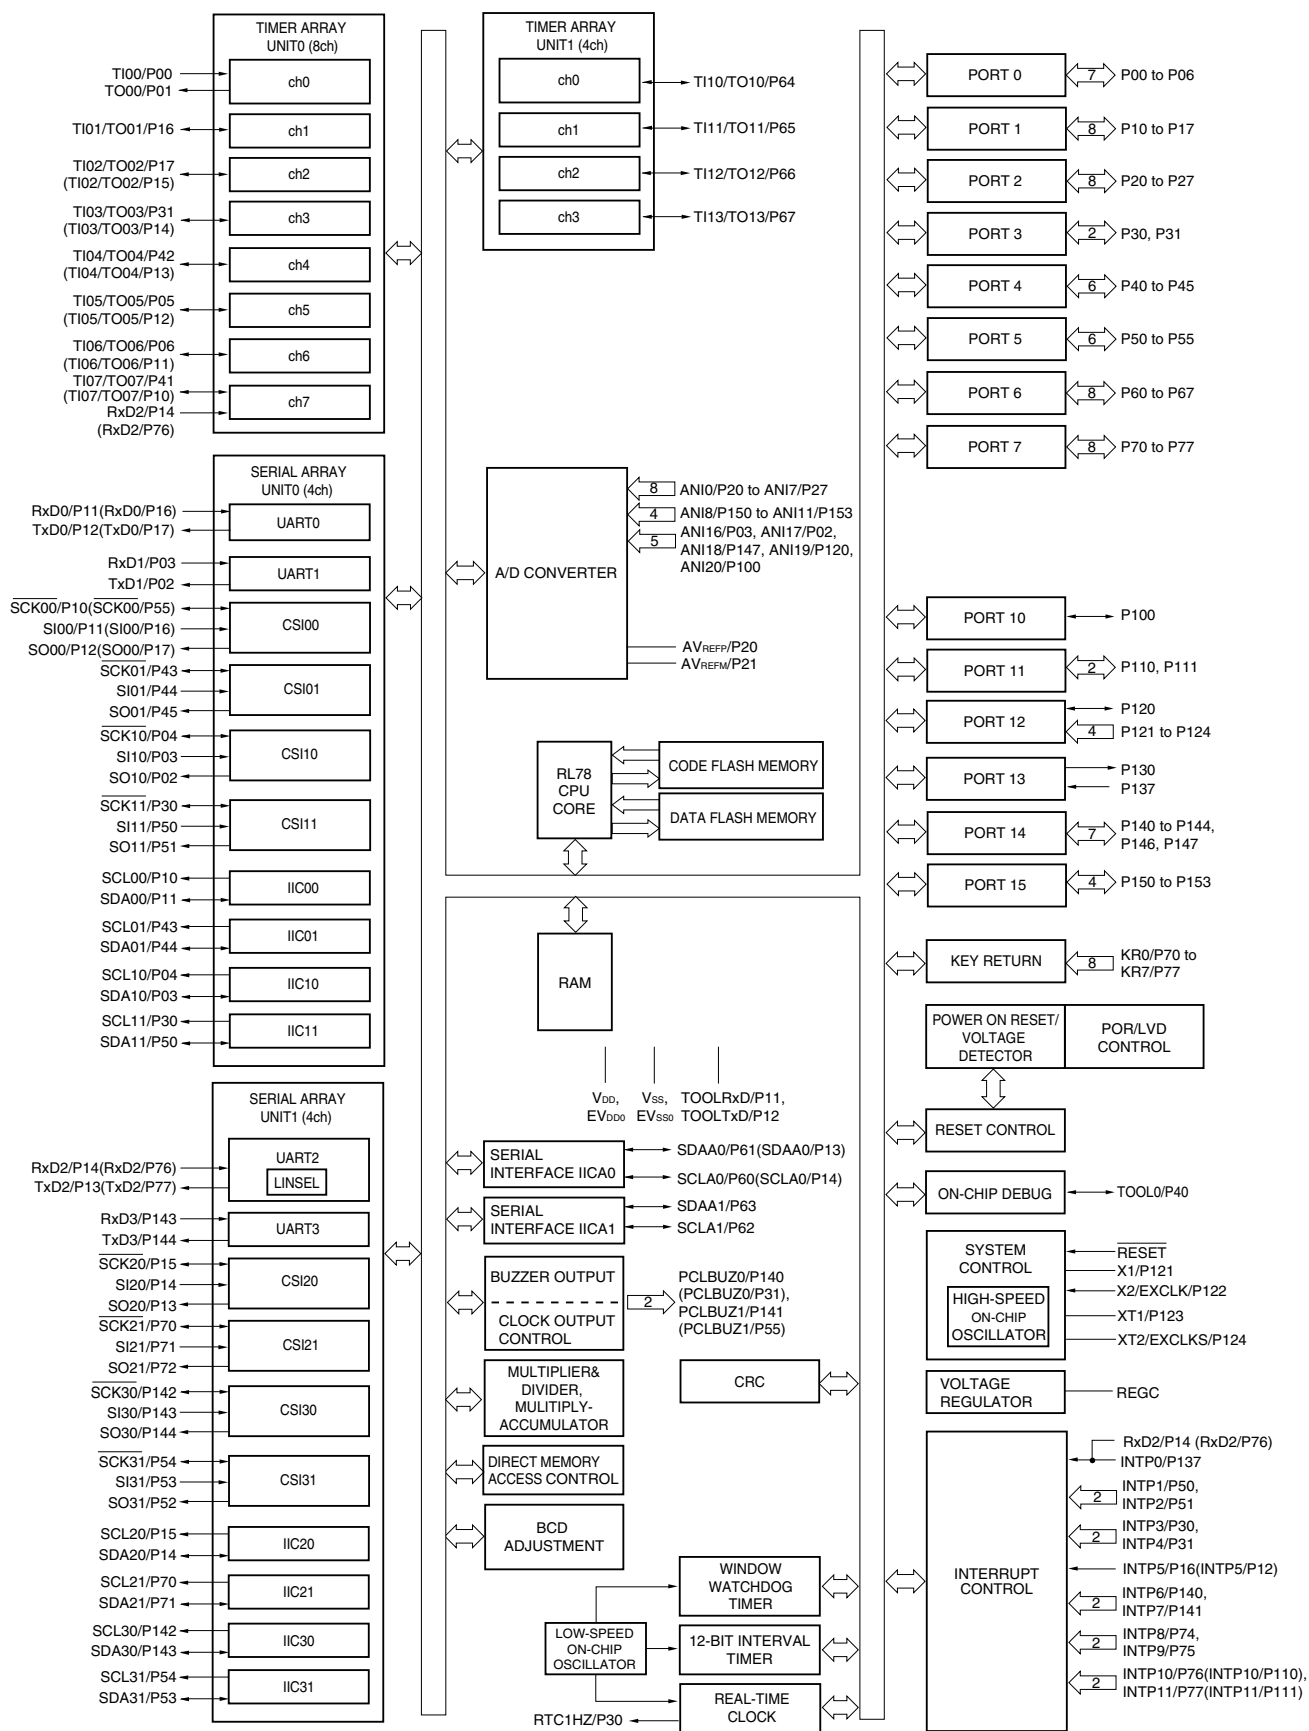 TIMER ARRAY
UNIT0 (8ch)
TI00/P00
TO00/P01
ch0
TI01/TO01/P16
ch1
TI02/TO02/P17
(TI02/TO02/P15)
ch2
TI03/TO03/P31
(TI03/TO03/P14)
ch3
TI04/TO04/P42
(TI04/TO04/P13)
ch4
TI05/TO05/P05
(TI05/TO05/P12)
ch5
TI06/TO06/P06
(TI06/TO06/P11)
ch6
TI07/TO07/P41
(TI07/TO07/P10)
RxD2/P14
(RxD2/P76)
ch7
SERIAL ARRAY
UNIT0 (4ch)
RxD0/P11(RxD0/P16)
TxD0/P12(TxD0/P17)
UART0
RxD1/P03
TxD1/P02
UART1
SCK00/P10(SCK00/P55)
SI00/P11(SI00/P16)
SO00/P12(SO00/P17)
CSI00
SCK01/P43
SI01/P44
SO01/P45
CSI01
SCK10/P04
SI10/P03
SO10/P02
CSI10
SCK11/P30
SI11/P50
SO11/P51
CSI11
SCL00/P10
SDA00/P11
IIC00
SCL01/P43
SDA01/P44
IIC01
SCL10/P04
SDA10/P03
IIC10
SCL11/P30
SDA11/P50
IIC11
SERIAL ARRAY
UNIT1 (4ch)
RxD2/P14(RxD2/P76)
TxD2/P13(TxD2/P77)
UART2
LINSEL
RxD3/P143
TxD3/P144
UART3
SCK20/P15
SI20/P14
SO20/P13
CSI20
SCK21/P70
SI21/P71
SO21/P72
CSI21
SCK30/P142
SI30/P143
SO30/P144
CSI30
SCK31/P54
SI31/P53
SO31/P52
CSI31
SCL20/P15
SDA20/P14
IIC20
SCL21/P70
SDA21/P71
IIC21
SCL30/P142
SDA30/P143
IIC30
SCL31/P54
SDA31/P53
IIC31
TIMER ARRAY
UNIT1 (4ch)
ch0
TI10/TO10/P64
ch1
TI11/TO11/P65
ch2
TI12/TO12/P66
ch3
TI13/TO13/P67
A/D CONVERTER
8
ANI0/P20 to ANI7/P27
4
ANI8/P150 to ANI11/P153
5
ANI16/P03, ANI17/P02,
ANI18/P147, ANI19/P120,
ANI20/P100
AVREFP/P20
AVREFM/P21
RL78
CPU
CORE
CODE FLASH MEMORY
DATA FLASH MEMORY
RAM
VDD,
EVDD0
VSS,
EVSS0
TOOLRxD/P11,
TOOLTxD/P12
SERIAL
INTERFACE IICA0
SDAA0/P61(SDAA0/P13)
SCLA0/P60(SCLA0/P14)
SERIAL
INTERFACE IICA1
SDAA1/P63
SCLA1/P62
BUZZER OUTPUT
CLOCK OUTPUT
CONTROL
2
PCLBUZ0/P140
(PCLBUZ0/P31),
PCLBUZ1/P141
(PCLBUZ1/P55)
MULTIPLIER&
DIVIDER,
MULITIPLY-
ACCUMULATOR
CRC
DIRECT MEMORY
ACCESS CONTROL
BCD
ADJUSTMENT
LOW-SPEED
ON-CHIP
OSCILLATOR
WINDOW
WATCHDOG
TIMER
12-BIT INTERVAL
TIMER
REAL-TIME
CLOCK
RTC1HZ/P30
PORT 0
7
P00 to P06
PORT 1
8
P10 to P17
PORT 2
8
P20 to P27
PORT 3
2
P30, P31
PORT 4
6
P40 to P45
PORT 5
6
P50 to P55
PORT 6
8
P60 to P67
PORT 7
8
P70 to P77
PORT 10
P100
PORT 11
2
P110, P111
PORT 12
P120
4
P121 to P124
PORT 13
P130
P137
PORT 14
7
P140 to P144,
P146, P147
PORT 15
4
P150 to P153
KEY RETURN
8
KR0/P70 to
KR7/P77
POWER ON RESET/
VOLTAGE
DETECTOR
POR/LVD
CONTROL
RESET CONTROL
ON-CHIP DEBUG
TOOL0/P40
SYSTEM
CONTROL
HIGH-SPEED
ON-CHIP
OSCILLATOR
RESET
X1/P121
X2/EXCLK/P122
XT1/P123
XT2/EXCLKS/P124
VOLTAGE
REGULATOR
REGC
INTERRUPT
CONTROL
RxD2/P14 (RxD2/P76)
INTP0/P137
2
INTP1/P50,
INTP2/P51
2
INTP3/P30,
INTP4/P31
INTP5/P16(INTP5/P12)
2
INTP6/P140,
INTP7/P141
2
INTP8/P74,
INTP9/P75
2
INTP10/P76(INTP10/P110),
INTP11/P77(INTP11/P111)